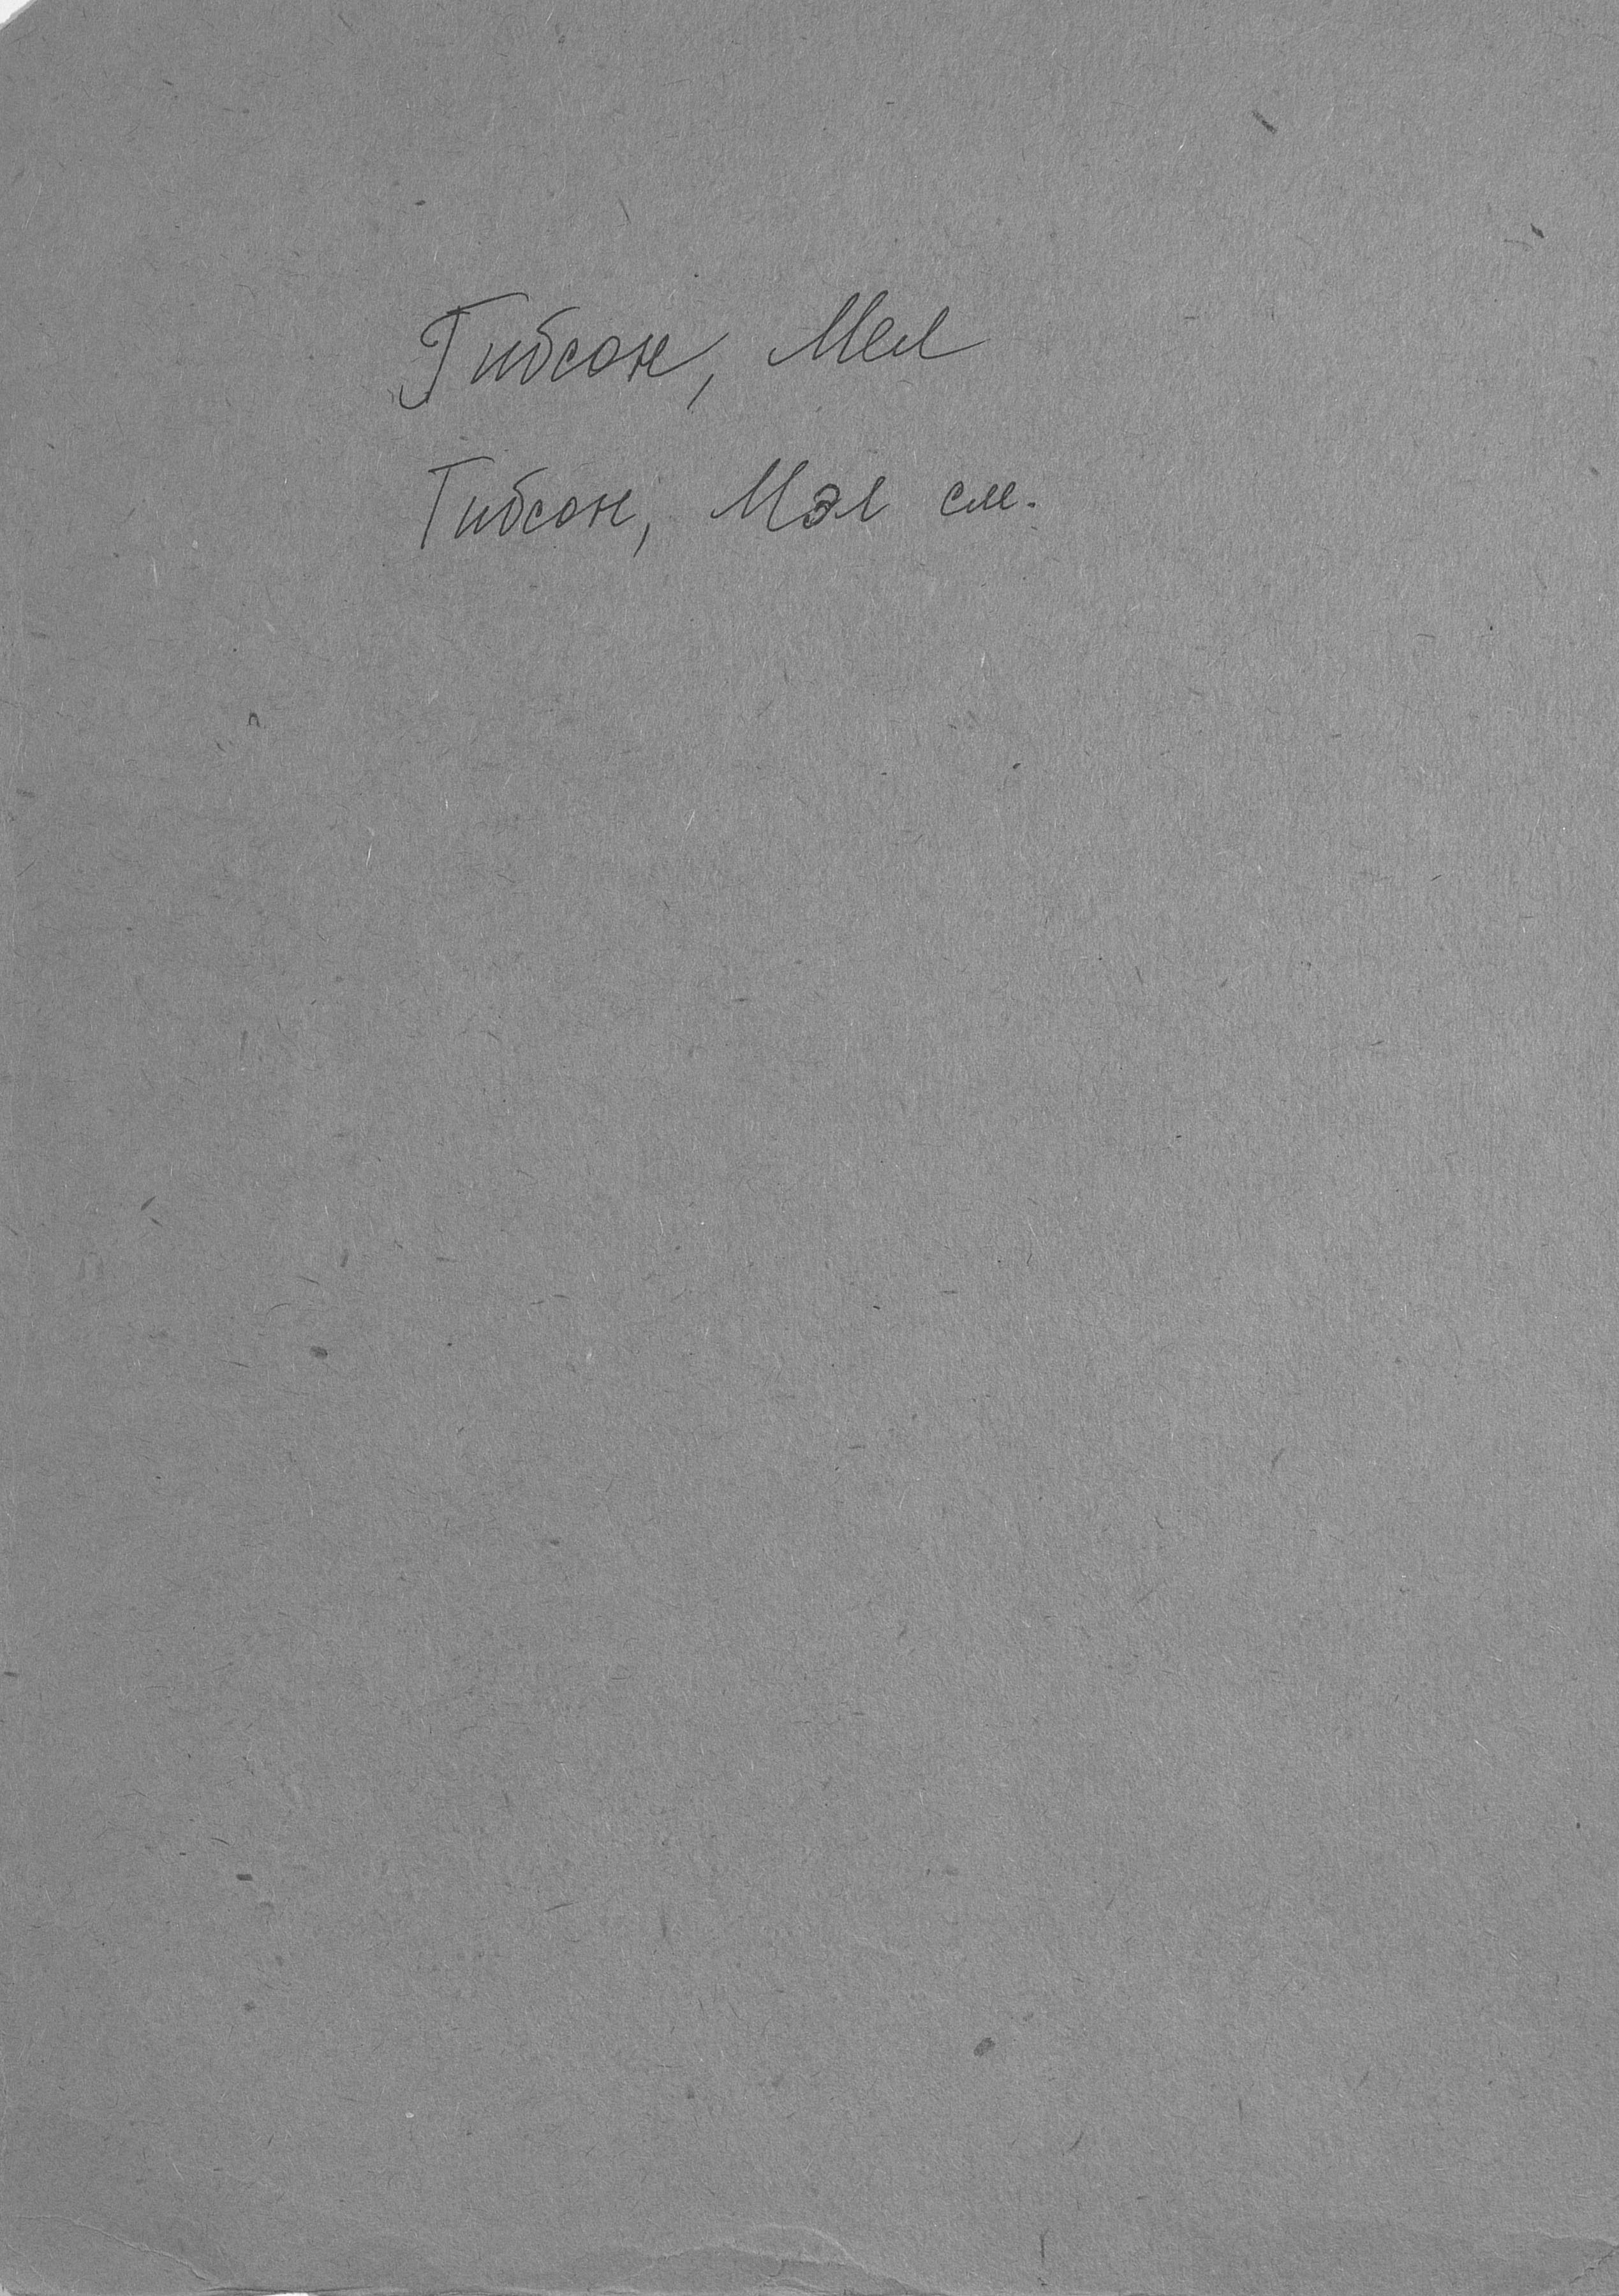 Гибсон, Мел
Гибсон, Мэл см.